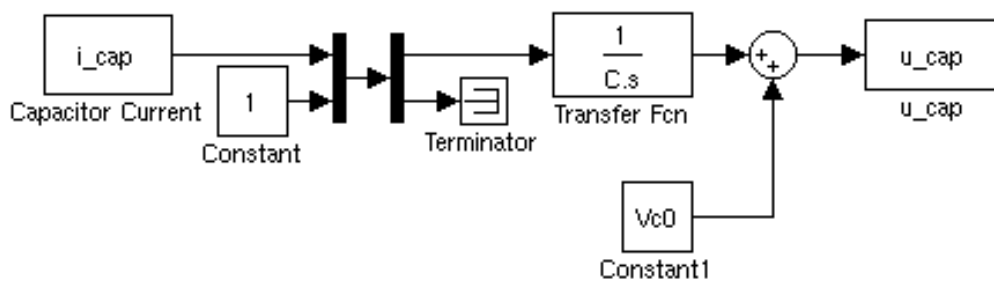 i_cap
Capacitor Current
1
Constant
Terminator
1
C.s
Transfer Fcn
+
+
u_cap
u_cap
Vc0
Constant1